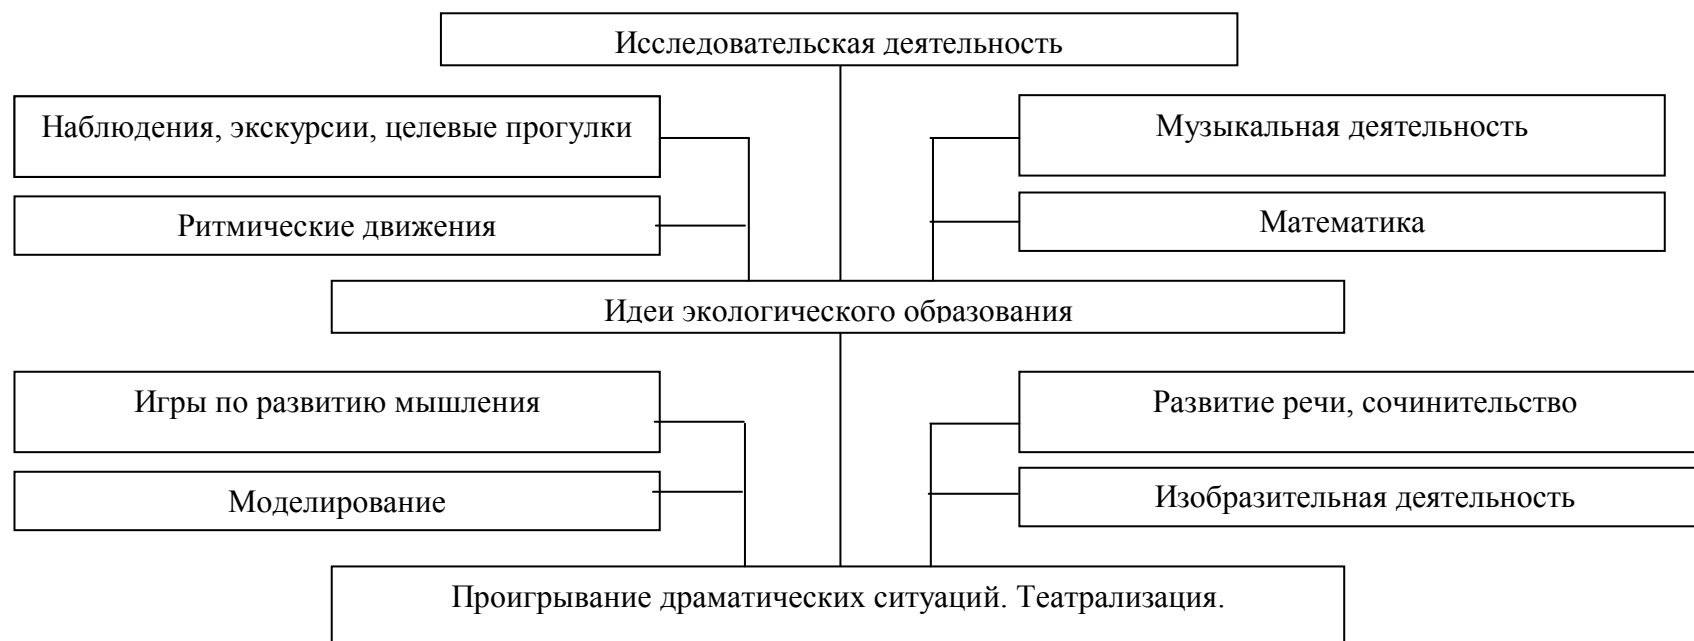 Исследовательская деятельность
Наблюдения, экскурсии, целевые прогулки
Музыкальная деятельность
Ритмические движения
Математика
Идеи экологического образования
Игры по развитию мышления
Развитие речи, сочинительство
Моделирование
Изобразительная деятельность
Проигрывание драматических ситуаций. Театрализация.